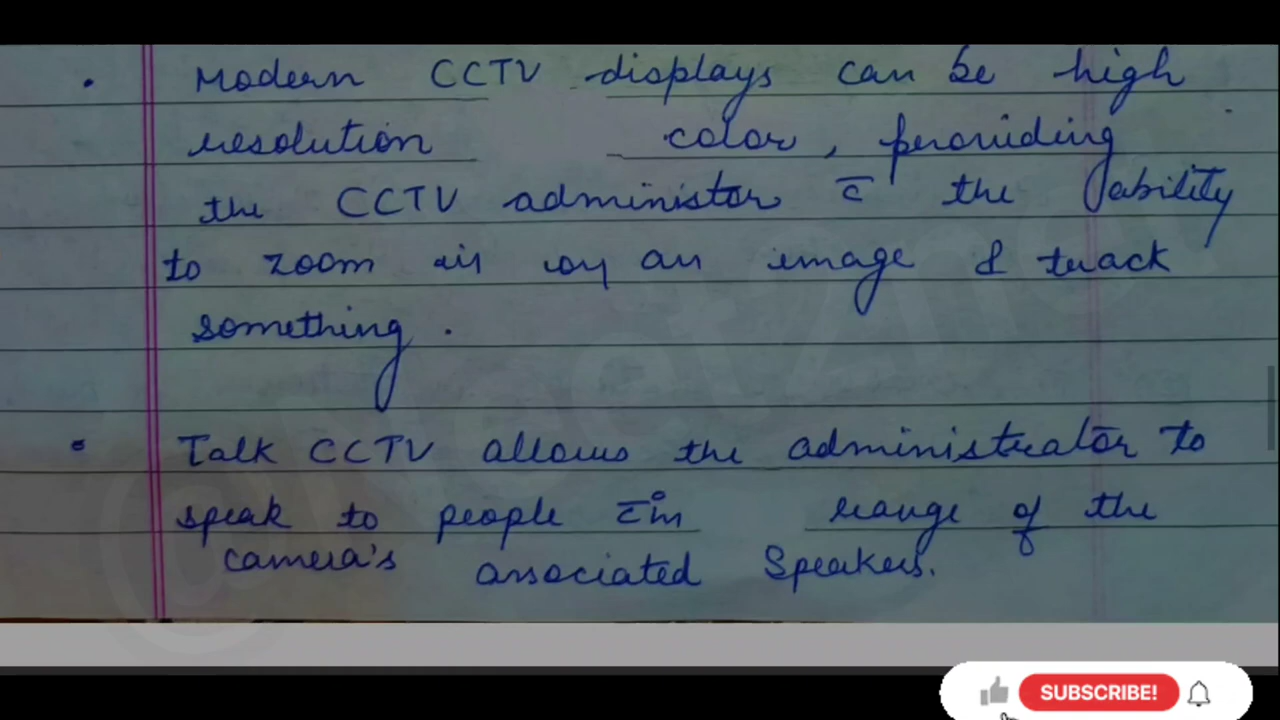 • Modern CCTV displays can be high
resolution color, providing
the CCTV administor c̅ the ability
to zoom in on an image & track
something.
• Talk CCTV allows the administrator to
speak to people c̅in range of the
camera's associated Speakers.
SUBSCRIBE!